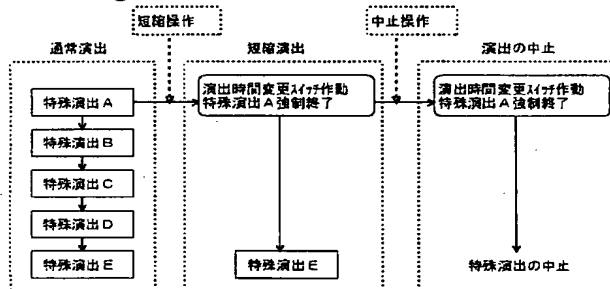 短縮操作
中止操作
通常演出
短縮演出
演出の中止
特殊演出A
特殊演出B
特殊演出C
特殊演出D
特殊演出E
演出時間変更スイッチ作動
特殊演出A強制終了
特殊演出E
演出時間変更スイッチ作動
特殊演出A強制終了
特殊演出の中止